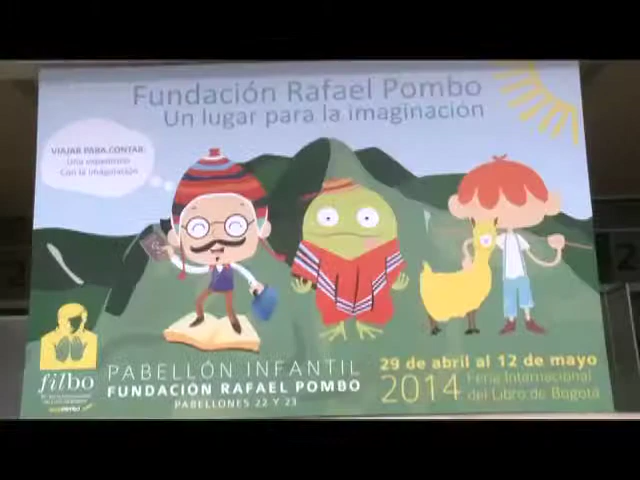 Fundación Rafael Pombo
Un lugar para la imaginación
VIAJAR PARA CONTAR:
Una expedición
Con la imaginación
filbo
PABELLÓN INFANTIL
FUNDACIÓN RAFAEL POMBO
PABELLONES 22 Y 23
29 de abril al 12 de mayo
2014 Feria Internacional
del Libro de Bogotá